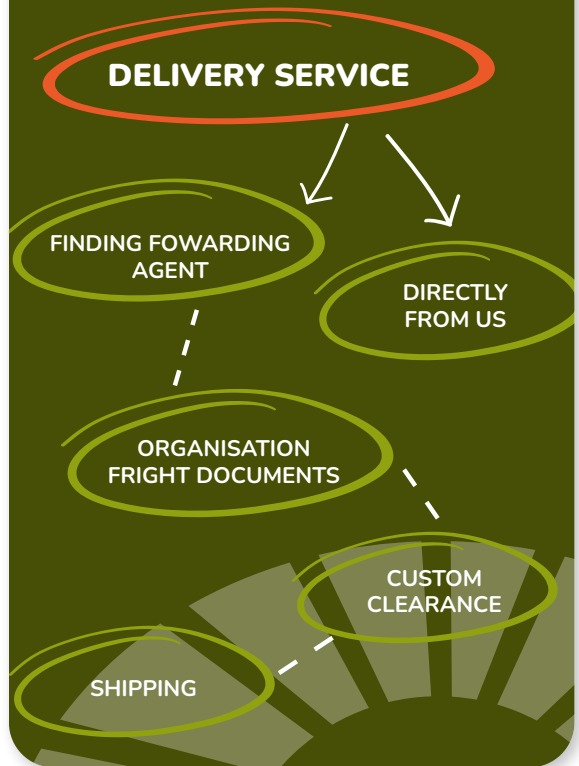 DELIVERY SERVICE
FINDING FOWARDING
AGENT
DIRECTLY
FROM US
ORGANISATION
FRIGHT DOCUMENTS
CUSTOM
CLEARANCE
SHIPPING